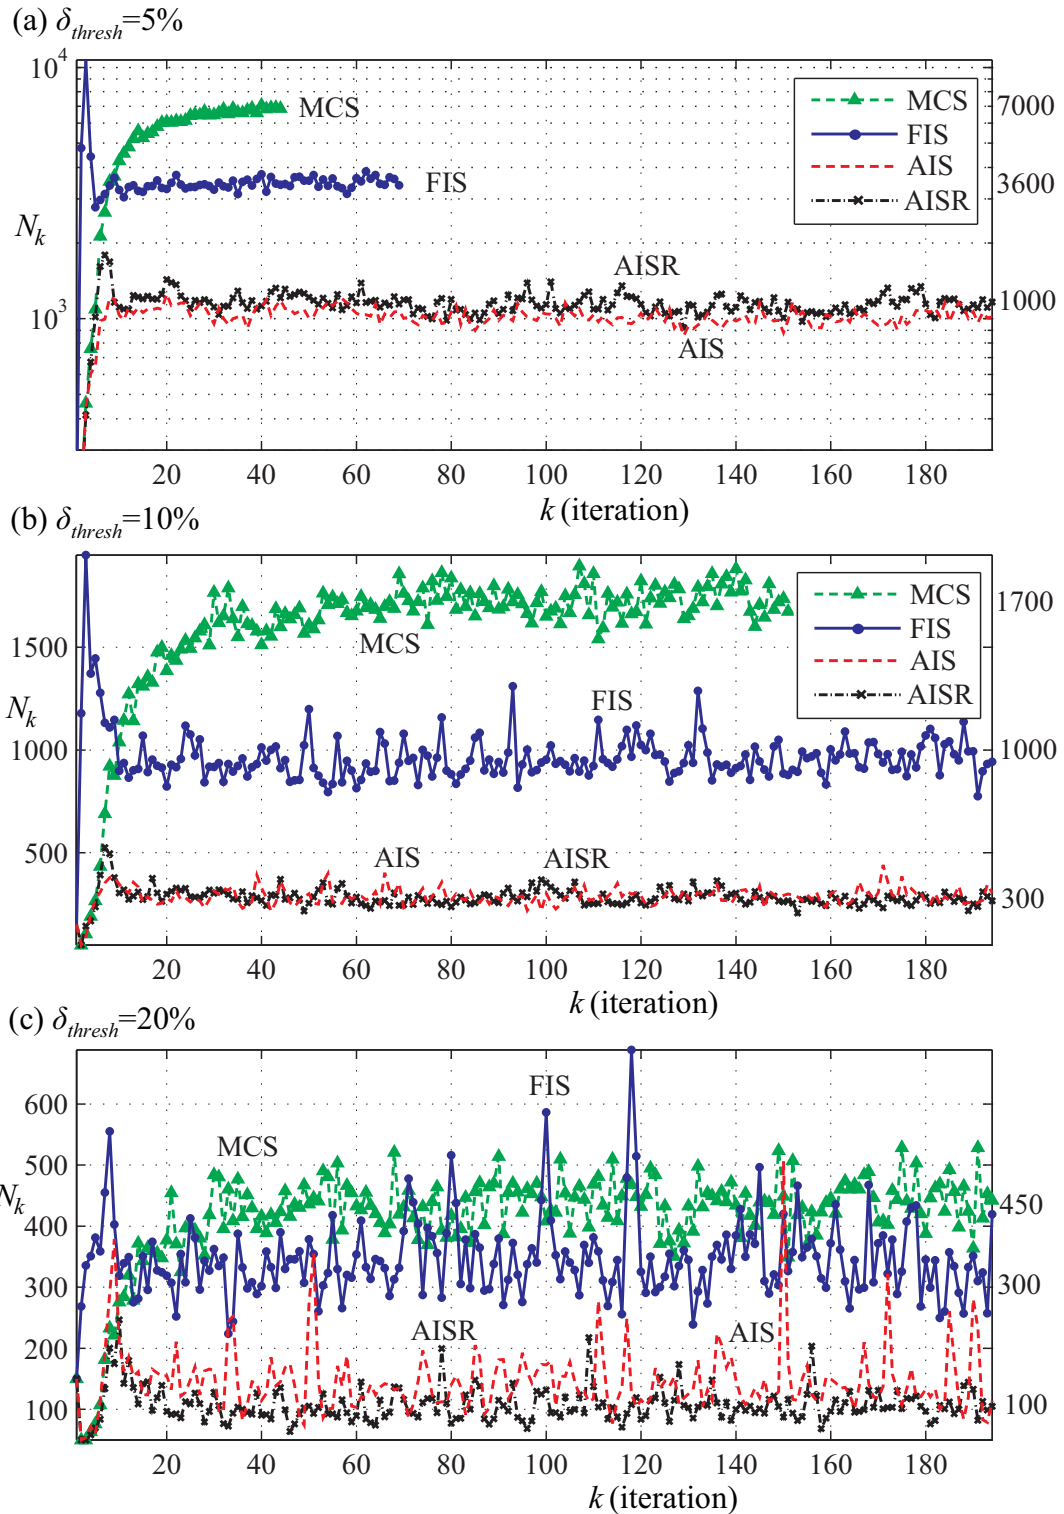 (a) δthresh=5%
10^4
MCS
FIS
N_k
AISR
AIS
10^3
MCS
FIS
AIS
AISR
7000
3600
1000
20 40 60 80 100 120 140 160 180
k (iteration)
(b) δthresh=10%
1500
N_k
1000
500
MCS
FIS
AIS
AISR
MCS
FIS
AIS
AISR
1700
1000
300
20 40 60 80 100 120 140 160 180
k (iteration)
(c) δthresh=20%
600
500
N_k
400
300
200
100
MCS
FIS
AISR
AIS
450
300
100
20 40 60 80 100 120 140 160 180
k (iteration)